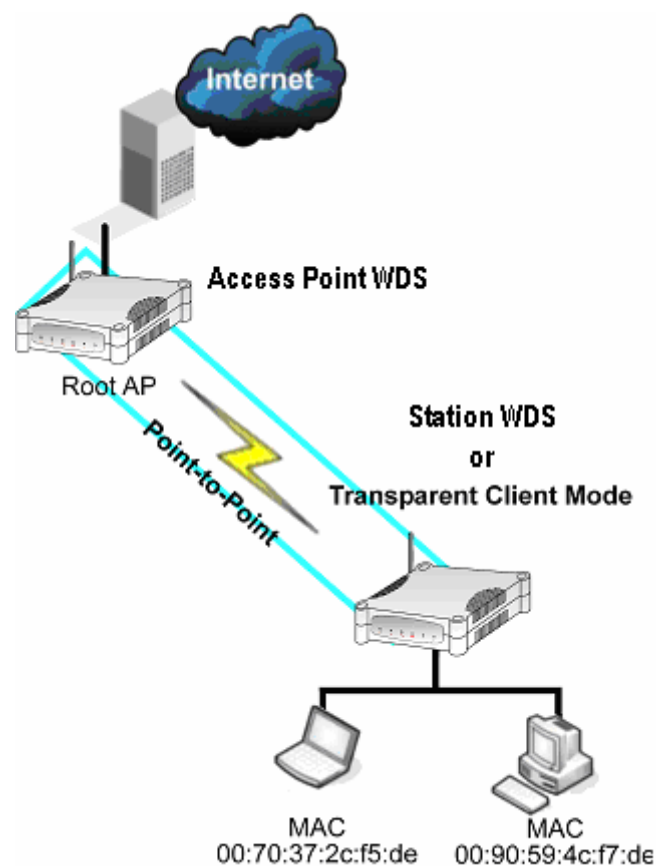 Internet
Access Point WDS
Root AP
Point-to-Point
Station WDS
or
Transparent Client Mode
MAC
00:70:37:2c:f5:de
MAC
00:90:59:4c:f7:de